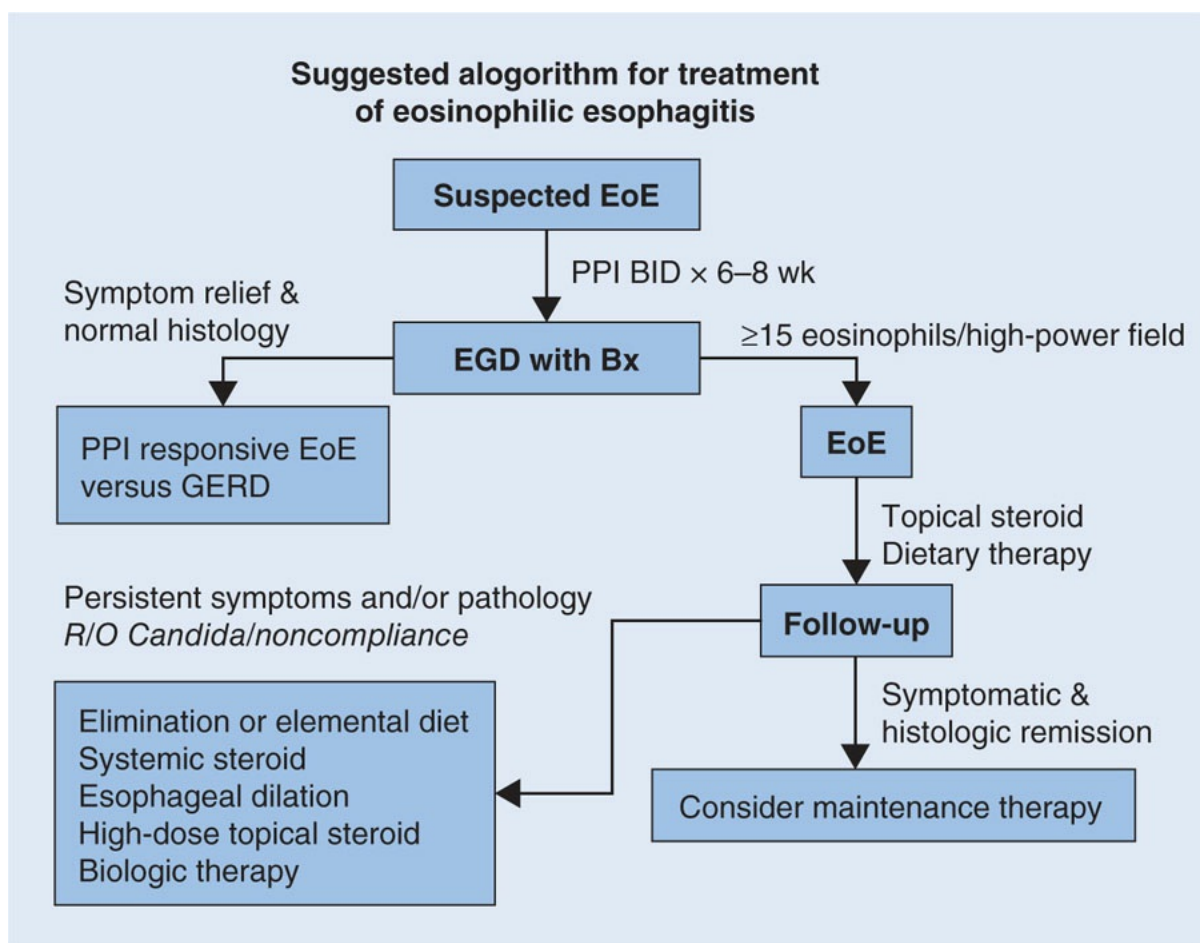 Suggested alogorithm for treatment
of eosinophilic esophagitis
Suspected EoE
PPI BID × 6–8 wk
Symptom relief &
normal histology
EGD with Bx
≥15 eosinophils/high-power field
PPI responsive EoE
versus GERD
EoE
Topical steroid
Dietary therapy
Persistent symptoms and/or pathology
R/O Candida/noncompliance
Follow-up
Elimination or elemental diet
Systemic steroid
Esophageal dilation
High-dose topical steroid
Biologic therapy
Symptomatic &
histologic remission
Consider maintenance therapy